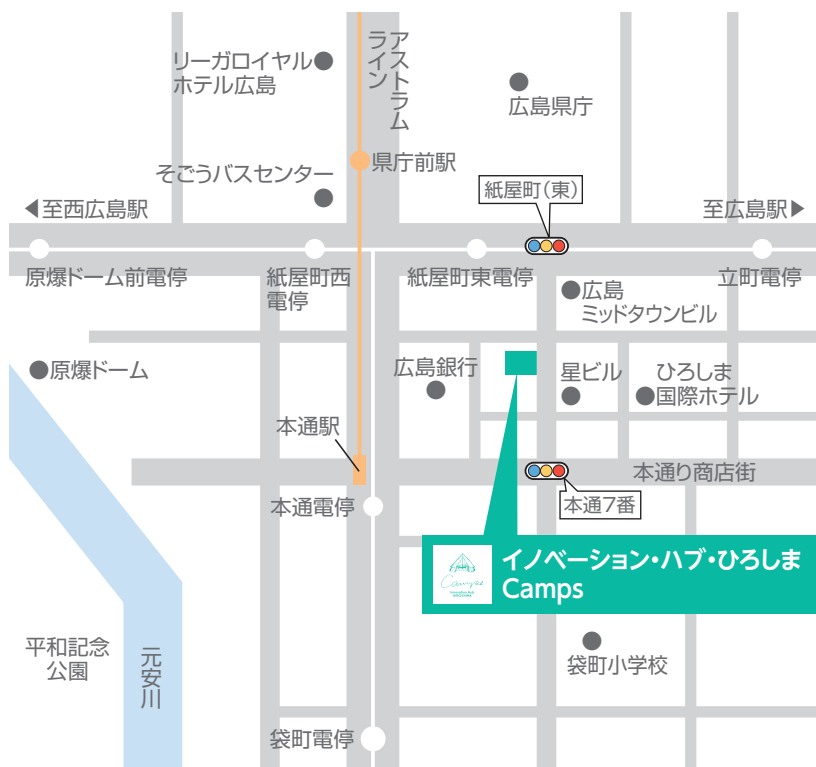 リーガロイヤル
ホテル広島
アストラム
ライン
広島県庁
県庁前駅
そごうバスセンター
紙屋町(東)
◀至西広島駅
至広島駅▶
原爆ドーム前電停
紙屋町西
電停
紙屋町東電停
立町電停
広島
ミッドタウンビル
原爆ドーム
広島銀行
星ビル
ひろしま
国際ホテル
本通駅
本通り商店街
本通電停
本通7番
イノベーション・ハブ・ひろしま
Camps
Camps
Innovation Hub
HIROSHIMA
平和記念
公園
元安川
袋町小学校
袋町電停